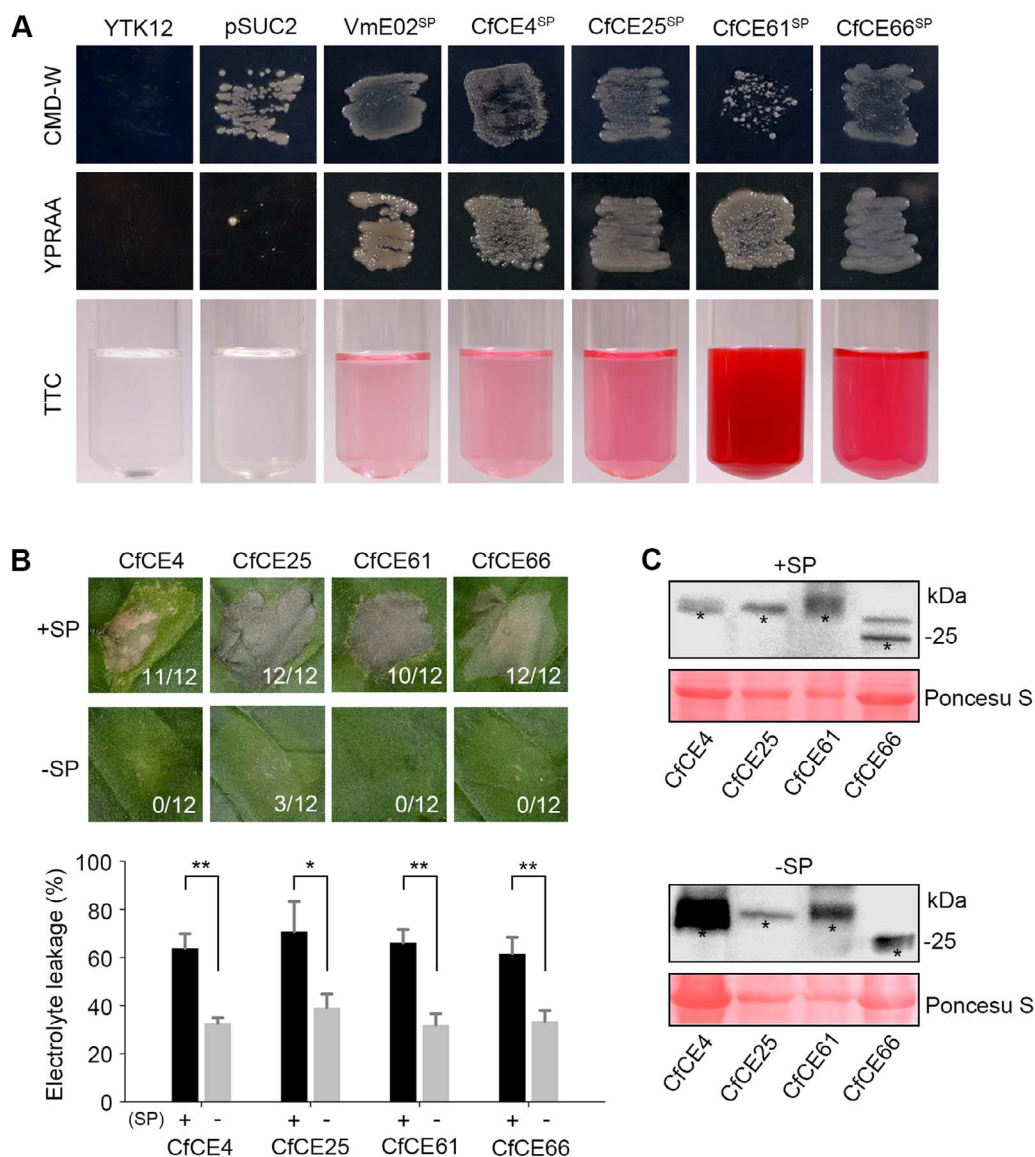 A
YTK12 pSUC2 VmE02SP CfCE4SP CfCE25SP CfCE61SP CfCE66SP
CMD-W
YPRAA
TTC
B
CfCE4 CfCE25 CfCE61 CfCE66
+SP
11/12 12/12 10/12 12/12
-SP
0/12 3/12 0/12 0/12
Electrolyte leakage (%)
100
80
60
40
20
0
** * ** **
(SP) + - + - + - + -
CfCE4 CfCE25 CfCE61 CfCE66
C
+SP
kDa
* * * *
-25
Poncesu S
CfCE4 CfCE25 CfCE61 CfCE66
-SP
kDa
* * * *
-25
Poncesu S
CfCE4 CfCE25 CfCE61 CfCE66